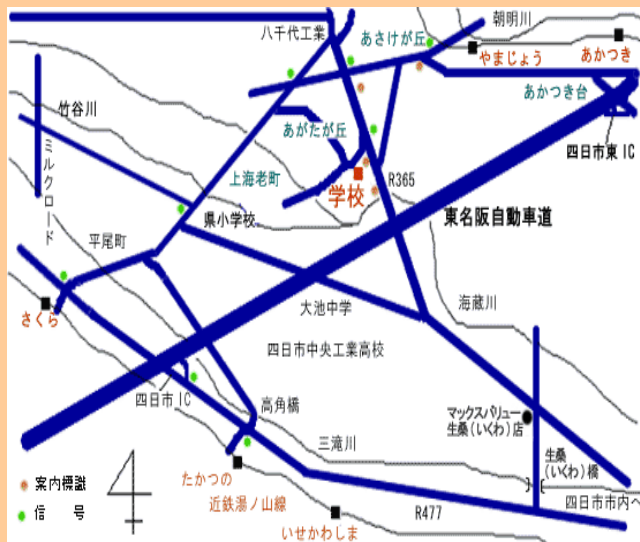 朝明川
八千代工業
あさけが丘
やまじょう
あかつき
あかつき台
竹谷川
あがたが丘
四日市東IC
ミルクロード
上海老町
学校
R365
県小学校
東名阪自動車道
平尾町
大池中学
海蔵川
さくら
四日市中央工業高校
四日市IC
高角橋
マックスバリュー
生桑(いくわ)店
三滝川
生桑
(いくわ)橋
案内標識
たかつの
近鉄湯ノ山線
四日市市内へ
信 号
R477
いせかわしま